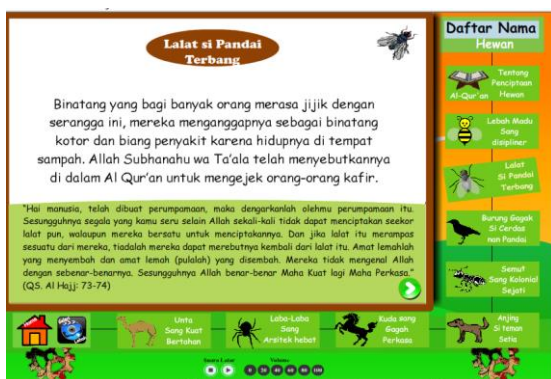 Lalat si Pandai
Terbang
Binatang yang bagi banyak orang merasa jijik dengan
serangga ini, mereka menganggapnya sebagai binatang
kotor dan biang penyakit karena hidupnya di tempat
sampah. Allah Subhanahu wa Ta'ala telah menyebutkannya
di dalam Al Qur'an untuk mengejek orang-orang kafir.
"Hai manusia, telah dibuat perumpamaan, maka dengarkanlah olehmu perumpamaan itu.
Sesungguhnya segala yang kamu seru selain Allah sekali-kali tidak dapat menciptakan seekor
lalat pun, walaupun mereka bersatu untuk menciptakannya. Dan jika lalat itu merampas
sesuatu dari mereka, tiadalah mereka dapat merebutnya kembali dari lalat itu. Amat lemahlah
yang menyembah dan amat lemah (pulalah) yang disembah. Mereka tidak mengenal Allah
dengan sebenar-benarnya. Sesungguhnya Allah benar-benar Maha Kuat lagi Maha Perkasa."
(QS. Al Hajj: 73-74)
Daftar Nama
Hewan
Tentang
Penciptaan
Al-Qur'an Hewan
Lebah Madu
Sang
disipliner
Lalat
Si Pandai
Terbang
Burung Gagak
Si Cerdas
nan Pandai
Semut
Sang Kolonial
Sejati
Unta
Sang Kuat
Bertahan
Laba-Laba
Sang
Arsitek hebat
Kuda sang
Gagah
Perkasa
Anjing
Si teman
Setia
Suara Latar
Volume
0 20 40 60 80 100